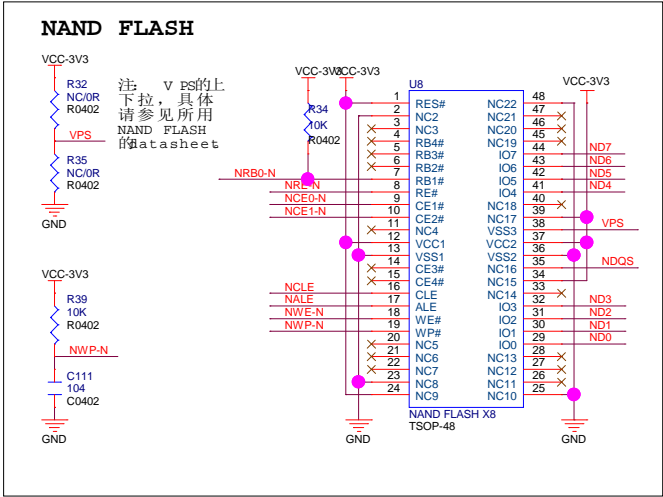 NAND FLASH
VCC-3V3
R32
NC/0R
R0402
VPS
R35
NC/0R
R0402
GND
注: VPS的上
下拉，具体
请参见所用
NAND FLASH
的datasheet
VCC-3V3
R39
10K
R0402
NWP-N
C111
104
C0402
GND
VCC-3V3
VCC-3V3
R34
10K
R0402
NRB0-N
NRE-N
NCE0-N
NCE1-N
NCLE
NALE
NWE-N
NWP-N
GND
U8
1 RES# NC22 48
2 NC2 NC21 47
3 NC3 NC20 46
4 RB4# NC19 45
5 RB3# IO7 44 ND7
6 RB2# IO6 43 ND6
7 RB1# IO5 42 ND5
8 RE# IO4 41 ND4
9 CE1# NC18 40
10 CE2# NC17 39
11 NC4 VSS3 38 VPS
12 VCC1 VCC2 37
13 VSS1 VSS2 36
14 CE3# NC16 35 NDQS
15 CE4# NC15 34
16 CLE NC14 33
17 ALE IO3 32 ND3
18 WE# IO2 31 ND2
19 WP# IO1 30 ND1
20 NC5 IO0 29 ND0
21 NC6 NC13 28
22 NC7 NC12 27
23 NC8 NC11 26
24 NC9 NC10 25
NAND FLASH X8
TSOP-48
VCC-3V3
GND